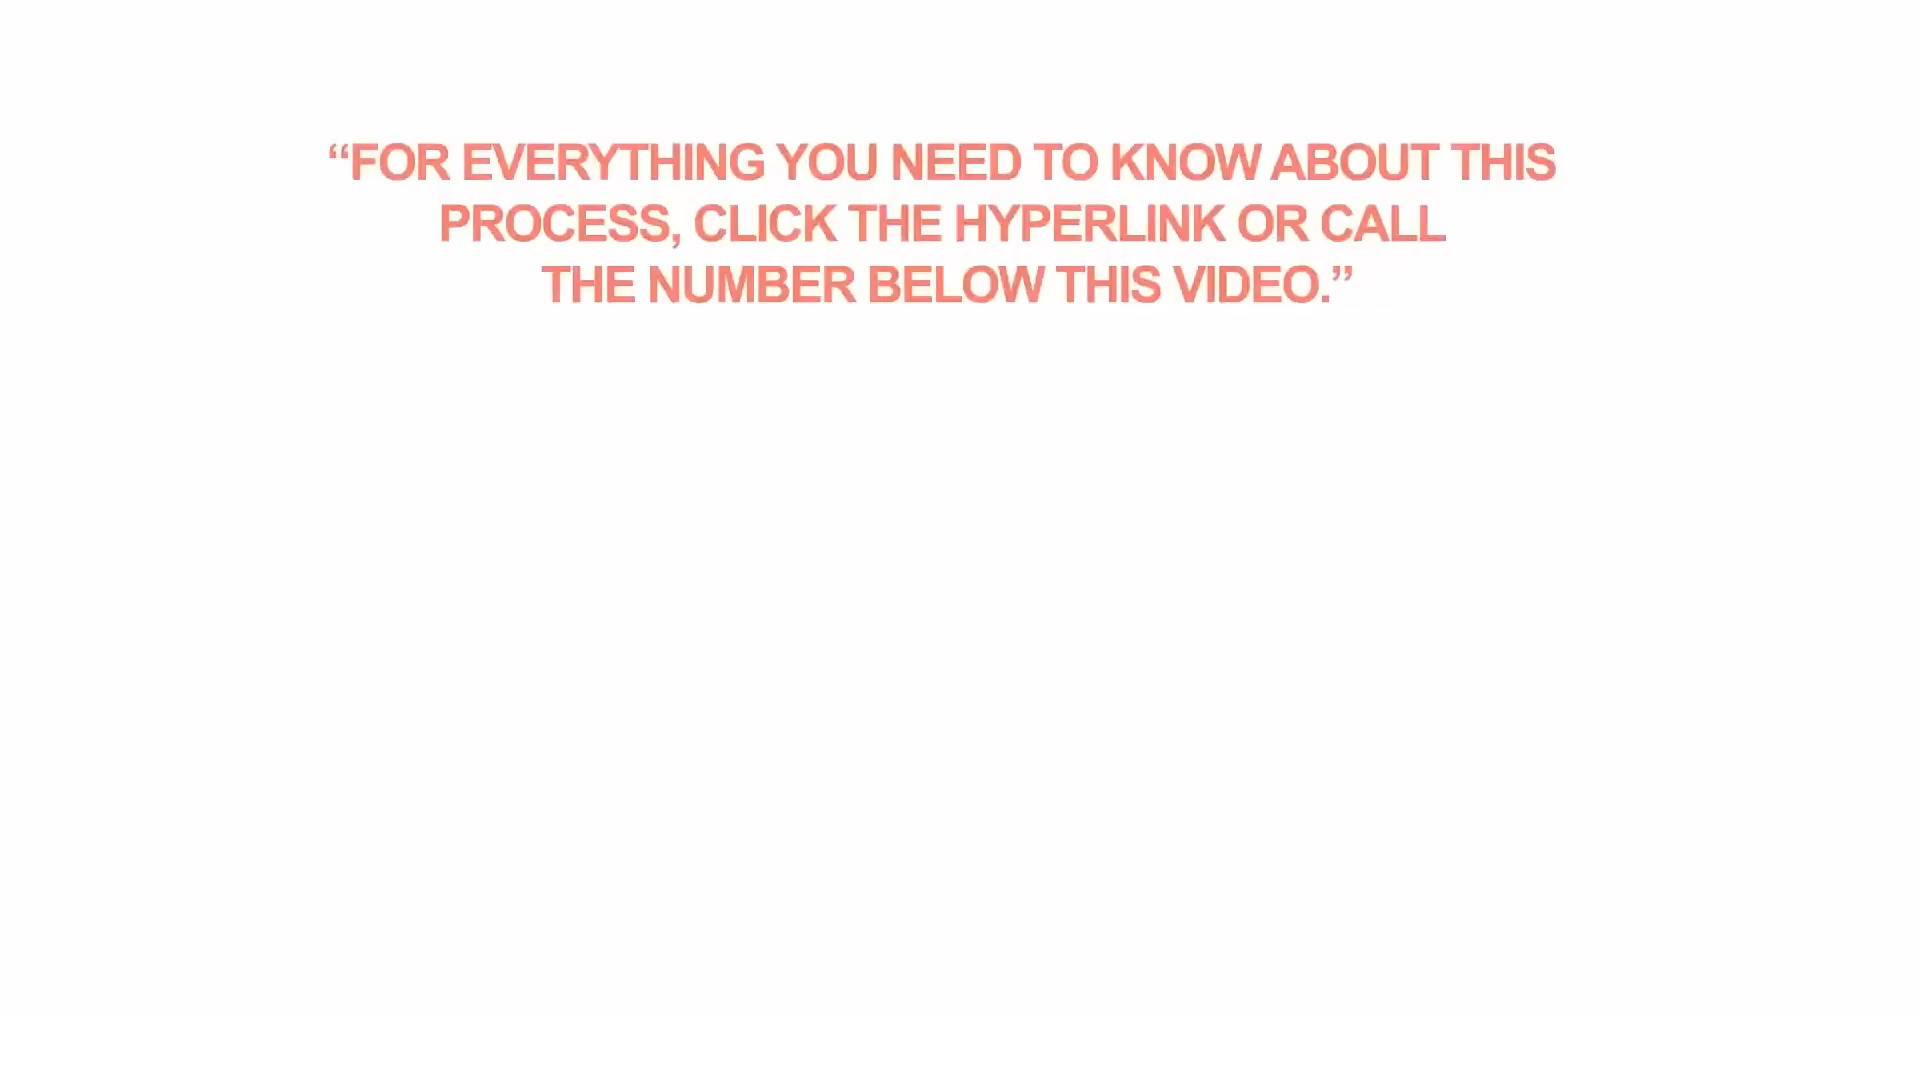 “FOR EVERYTHING YOU NEED TO KNOW ABOUT THIS
PROCESS, CLICK THE HYPERLINK OR CALL
THE NUMBER BELOW THIS VIDEO.”